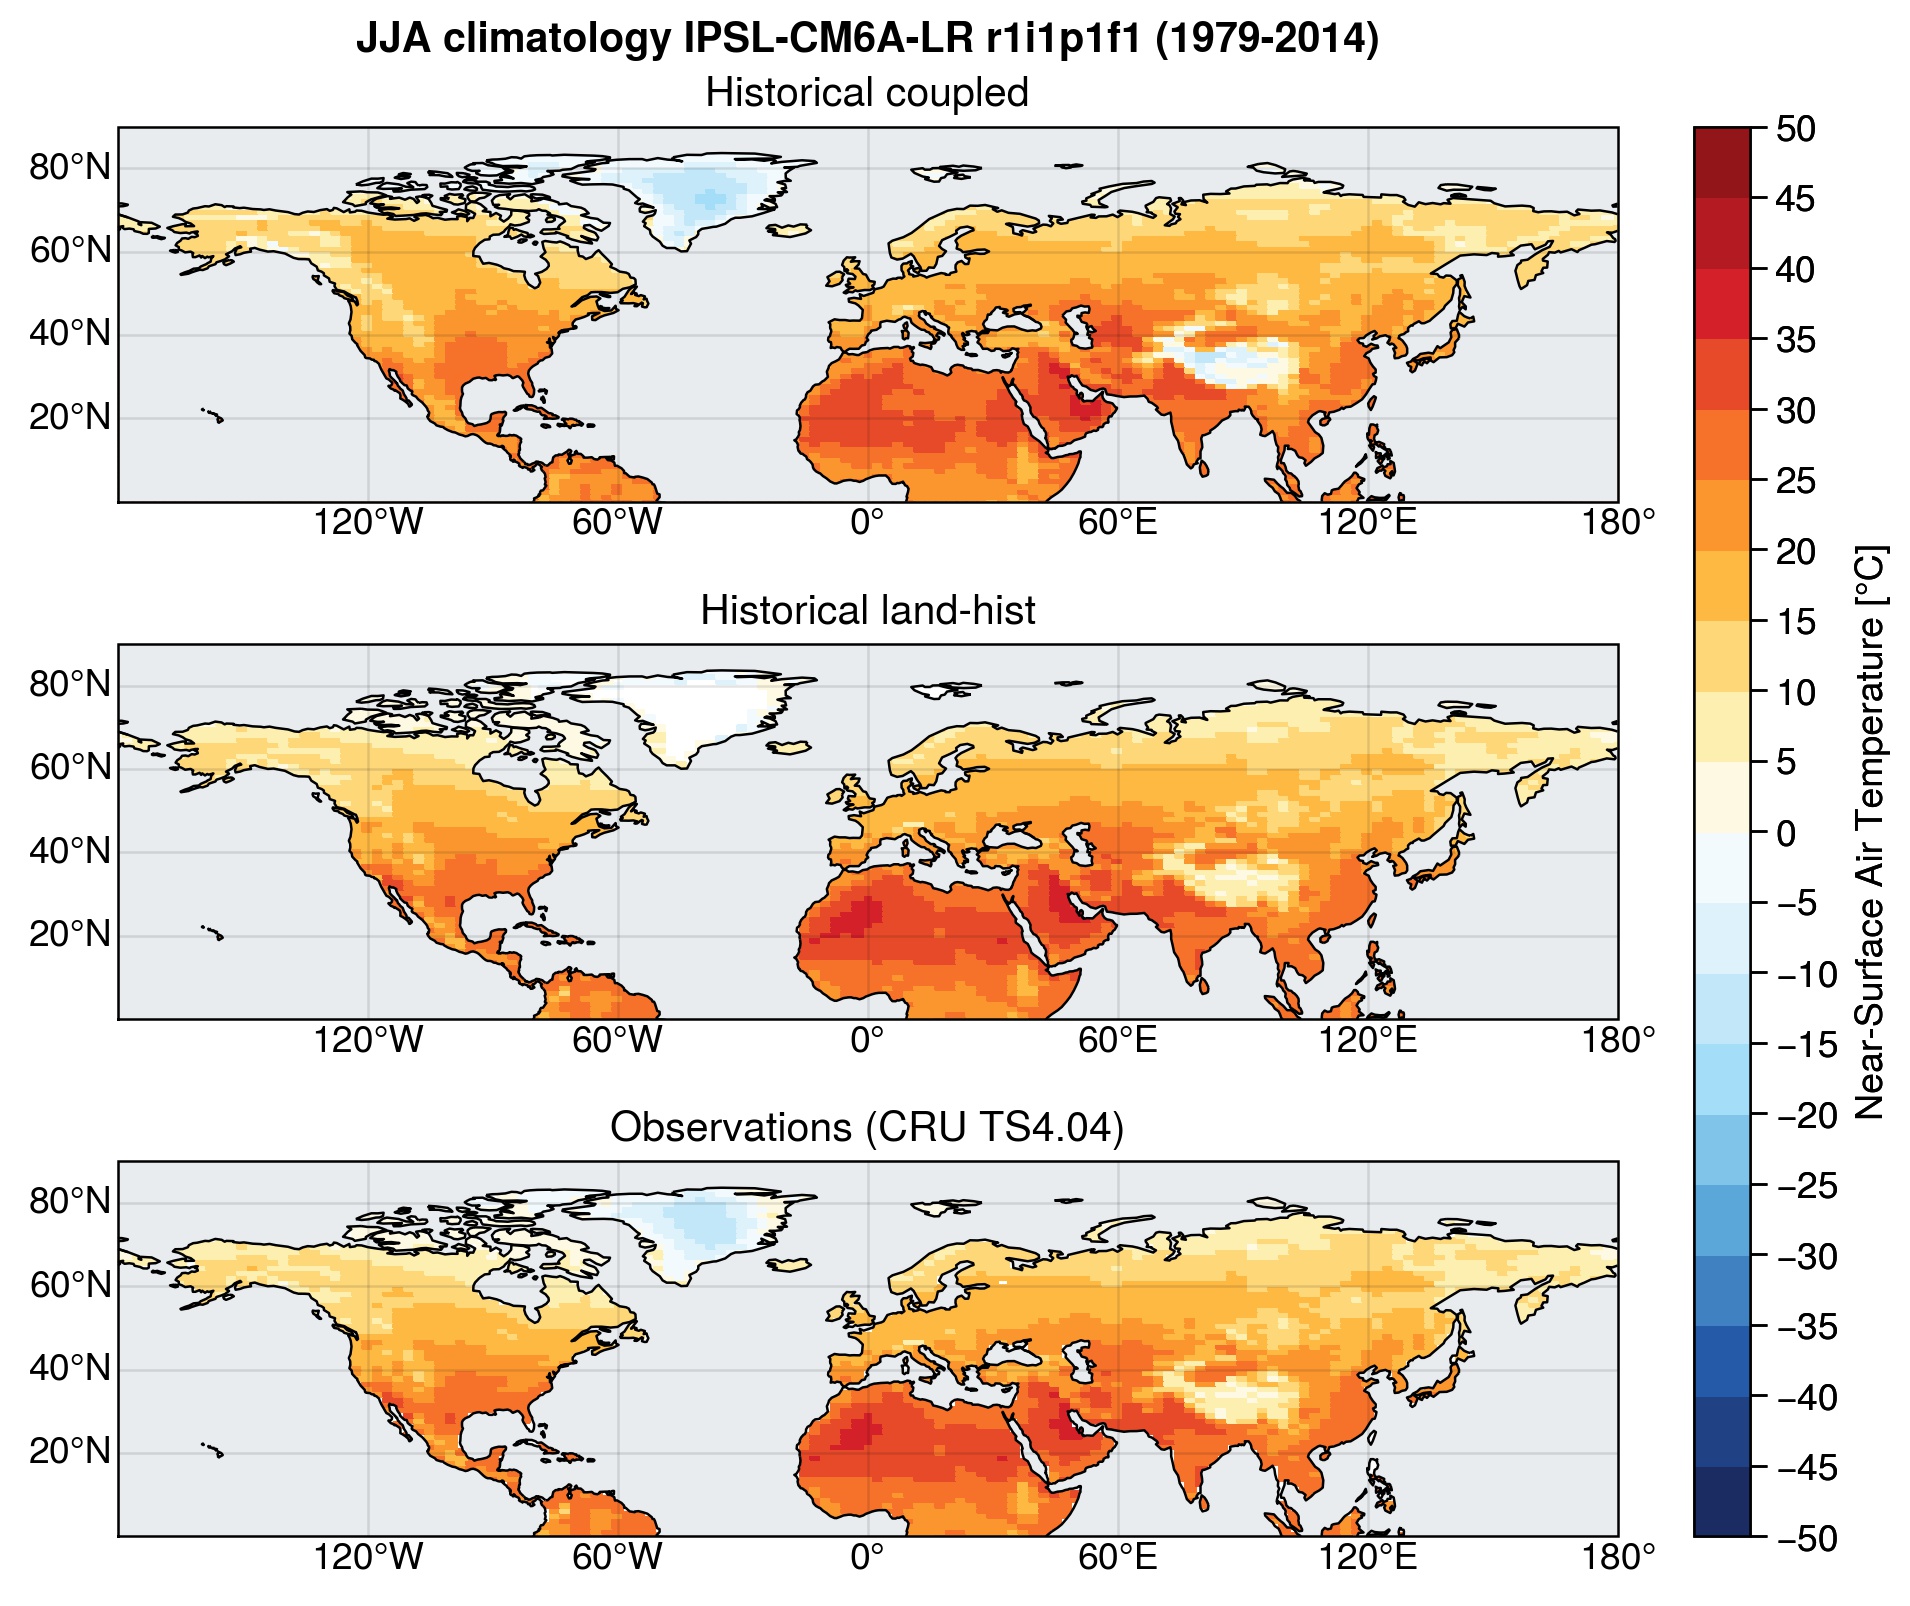 JJA climatology IPSL-CM6A-LR r1i1p1f1 (1979-2014)
Historical coupled
80°N
60°N
40°N
20°N
120°W 60°W 0° 60°E 120°E 180°
Historical land-hist
80°N
60°N
40°N
20°N
120°W 60°W 0° 60°E 120°E 180°
Observations (CRU TS4.04)
80°N
60°N
40°N
20°N
120°W 60°W 0° 60°E 120°E 180°
50
45
40
35
30
25
20
15
10
5
0
−5
−10
−15
−20
−25
−30
−35
−40
−45
−50
Near-Surface Air Temperature [°C]